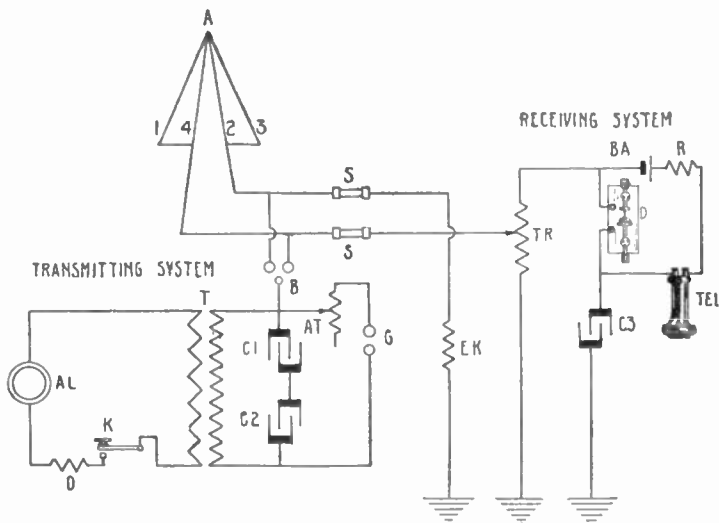 A
1 4 2 3
S
S
RECEIVING SYSTEM
BA R
D
TR
TEL
C3
TRANSMITTING SYSTEM
T
B
AT
G
C1
C2
EK
AL
K
D